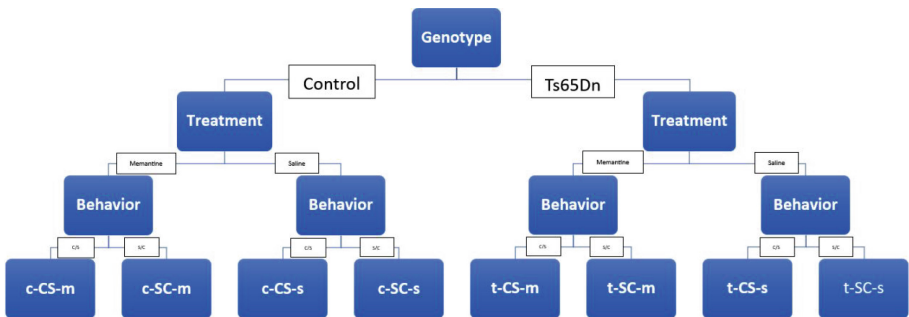 Genotype
Control
Ts65Dn
Treatment
Treatment
Memantine
Saline
Memantine
Saline
Behavior
Behavior
Behavior
Behavior
C/S
S/C
C/S
S/C
C/S
S/C
C/S
S/C
c-CS-m
c-SC-m
c-CS-s
c-SC-s
t-CS-m
t-SC-m
t-CS-s
t-SC-s